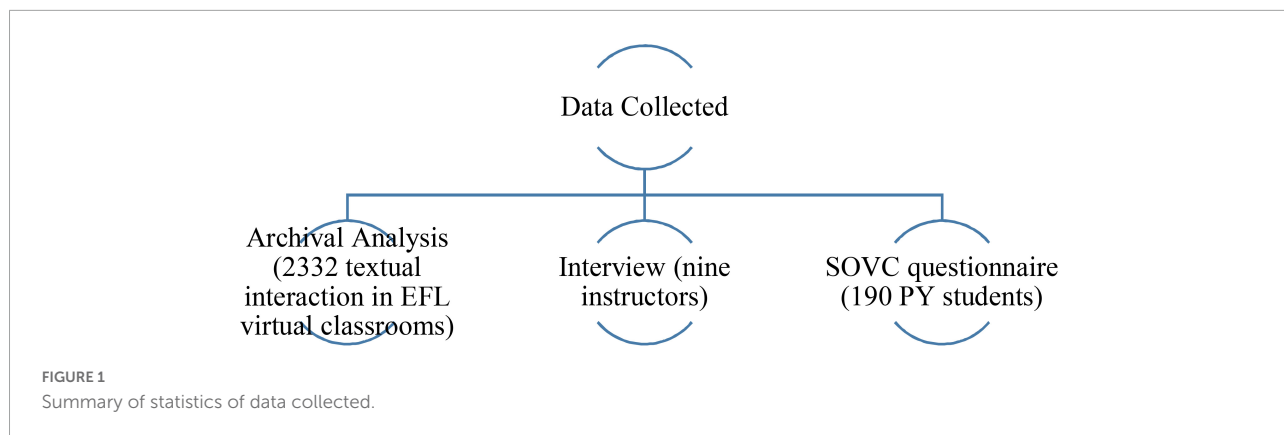 Data Collected
Archival Analysis
(2332 textual
interaction in EFL
virtual classrooms)
Interview (nine
instructors)
SOVC questionnaire
(190 PY students)
FIGURE 1
Summary of statistics of data collected.